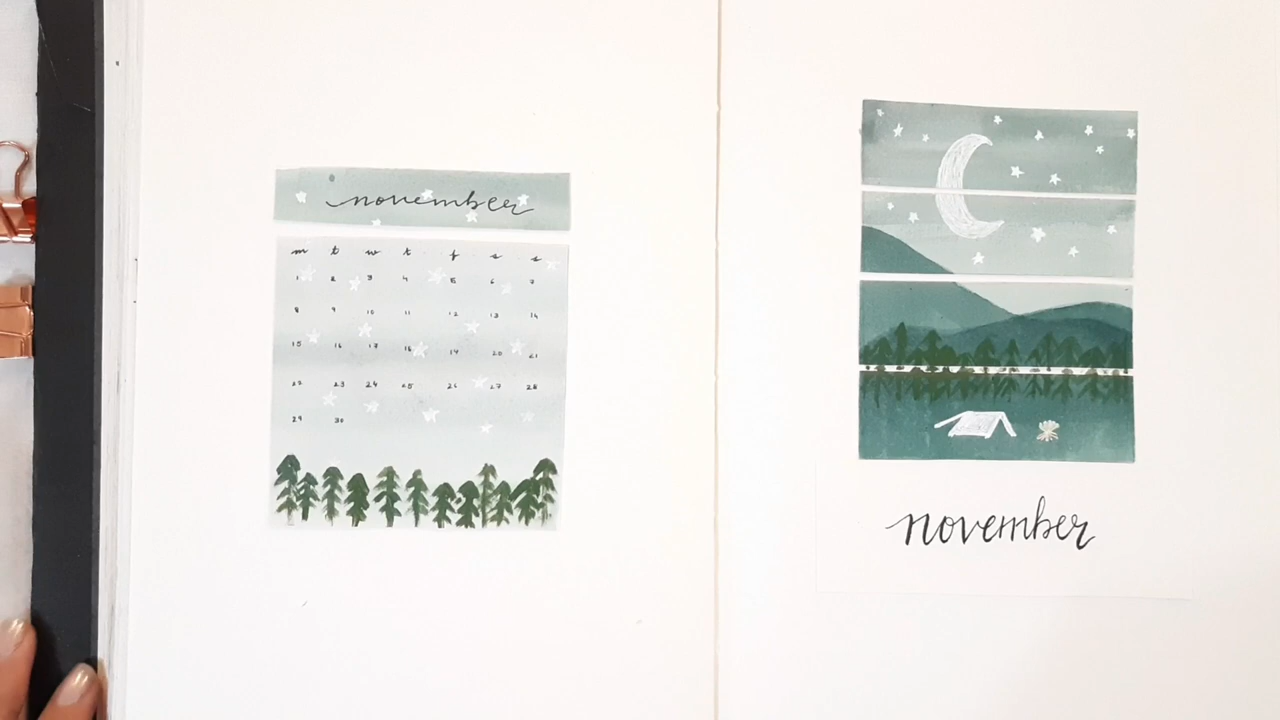 november
m t w t f s s
1 2 3 4 5 6 7
8 9 10 11 12 13 14
15 16 17 18 19 20 21
22 23 24 25 26 27 28
29 30
november